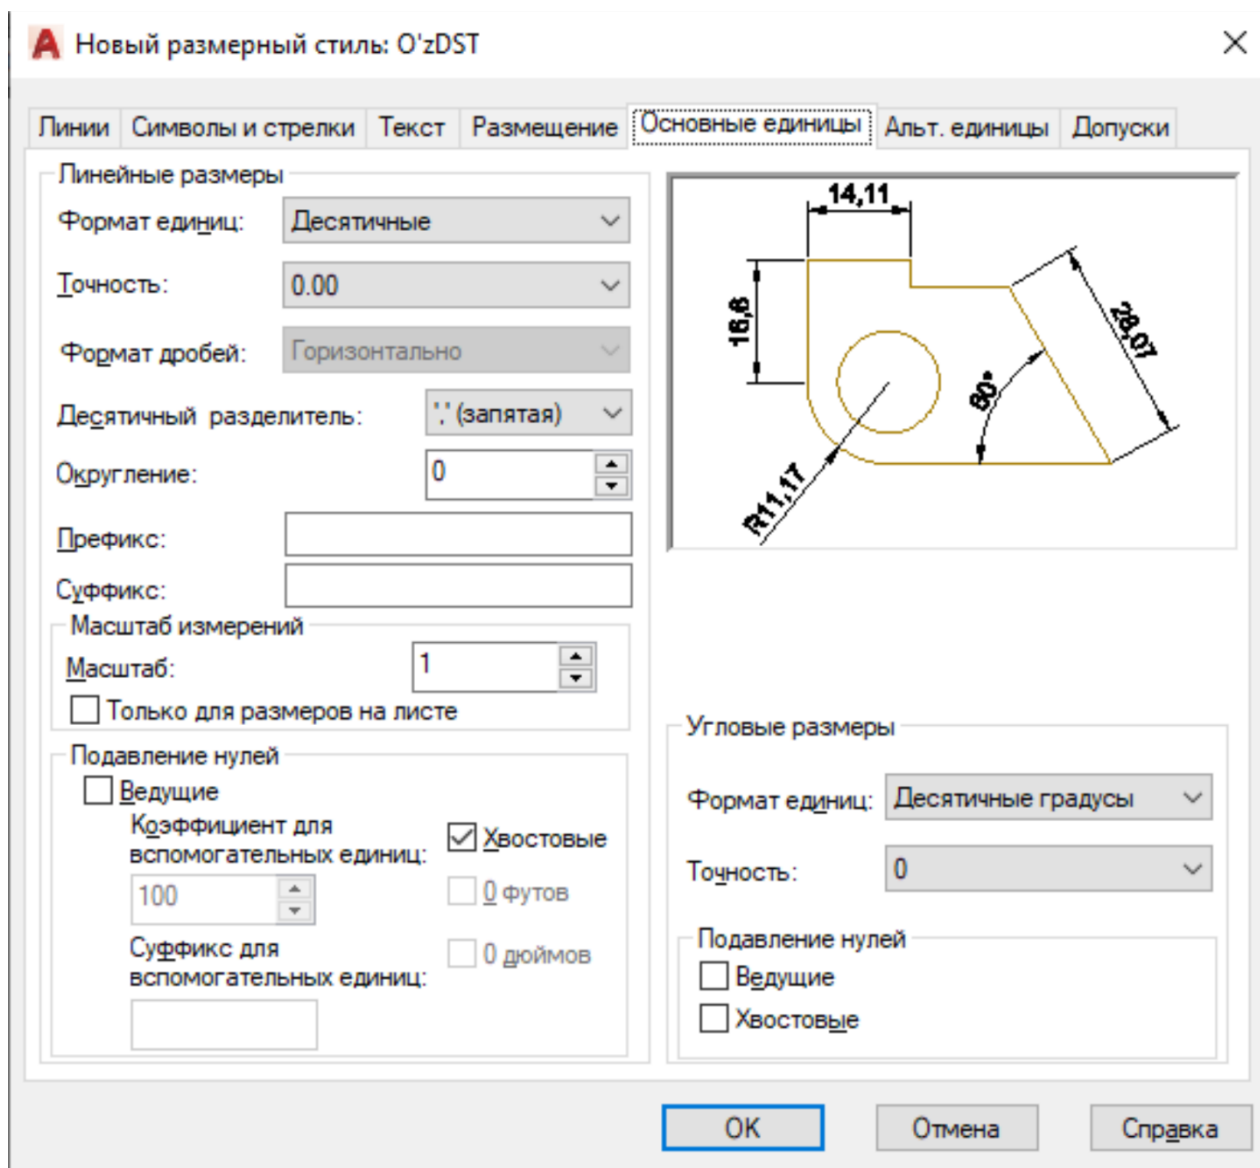 Новый размерный стиль: O'zDST
Линии Символы и стрелки Текст Размещение Основные единицы Альт. единицы Допуски
Линейные размеры
Формат единиц: Десятичные
Точность: 0.00
Формат дробей: Горизонтально
Десятичный разделитель: ',' (запятая)
Округление: 0
Префикс:
Суффикс:
Масштаб измерений
Масштаб: 1
Только для размеров на листе
Подавление нулей
Ведущие
Коэффициент для
вспомогательных единиц:
100
Суффикс для
вспомогательных единиц:
Хвостовые
0 футов
0 дюймов
14,11
16,6
28,07
80°
R11,17
Угловые размеры
Формат единиц: Десятичные градусы
Точность: 0
Подавление нулей
Ведущие
Хвостовые
OK Отмена Справка